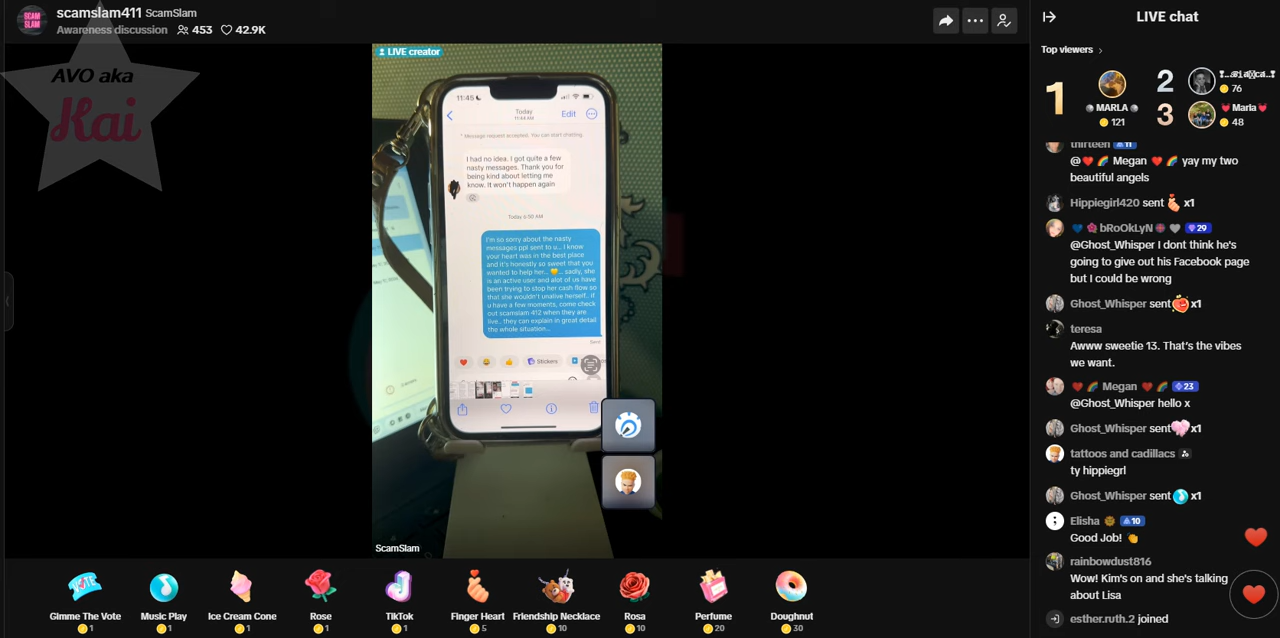 scamslam411 ScamSlam
Awareness discussion 453 42.9K
SCAM
SLAM
AVO aka
Kai
LIVE creator
11:45
Today
11:44 AM
Edit
* Message request accepted. You can start chatting.
I had no idea. I got quite a few
nasty messages. Thank you for
being kind about letting me
know. It won't happen again
Today 6:50 AM
I'm so sorry about the nasty
messages ppl sent to u... I know
your heart was in the best place
and it's honestly so sweet that you
wanted to help her... 💛... sadly, she
is an active user and alot of us have
been trying to stop her cash flow so
that she wouldn't unalive herself.. if
u have a few moments, come check
out scamslam 412 when they are
live.. they can explain in great detail
the whole situation...
Sent
Stickers
ScamSlam
Gimme The Vote
1
Music Play
1
Ice Cream Cone
1
Rose
1
TikTok
1
Finger Heart
5
Friendship Necklace
10
Rosa
10
Perfume
20
Doughnut
30
LIVE chat
Top viewers
1
MARLA
121
2
76
3
Marla
48
thirteen 11
@❤️ 🌈 Megan ❤️ 🌈 yay my two
beautiful angels
Hippiegirl420 sent x1
bRoOkLyN 29
@Ghost_Whisper I dont think he's
going to give out his Facebook page
but I could be wrong
Ghost_Whisper sent x1
teresa
Awww sweetie 13. That's the vibes
we want.
❤️ 🌈 Megan ❤️ 🌈 23
@Ghost_Whisper hello x
Ghost_Whisper sent x1
tattoos and cadillacs
ty hippiegrl
Ghost_Whisper sent x1
Elisha 10
Good Job! 👏
rainbowdust816
Wow! Kim's on and she's talking
about Lisa
esther.ruth.2 joined